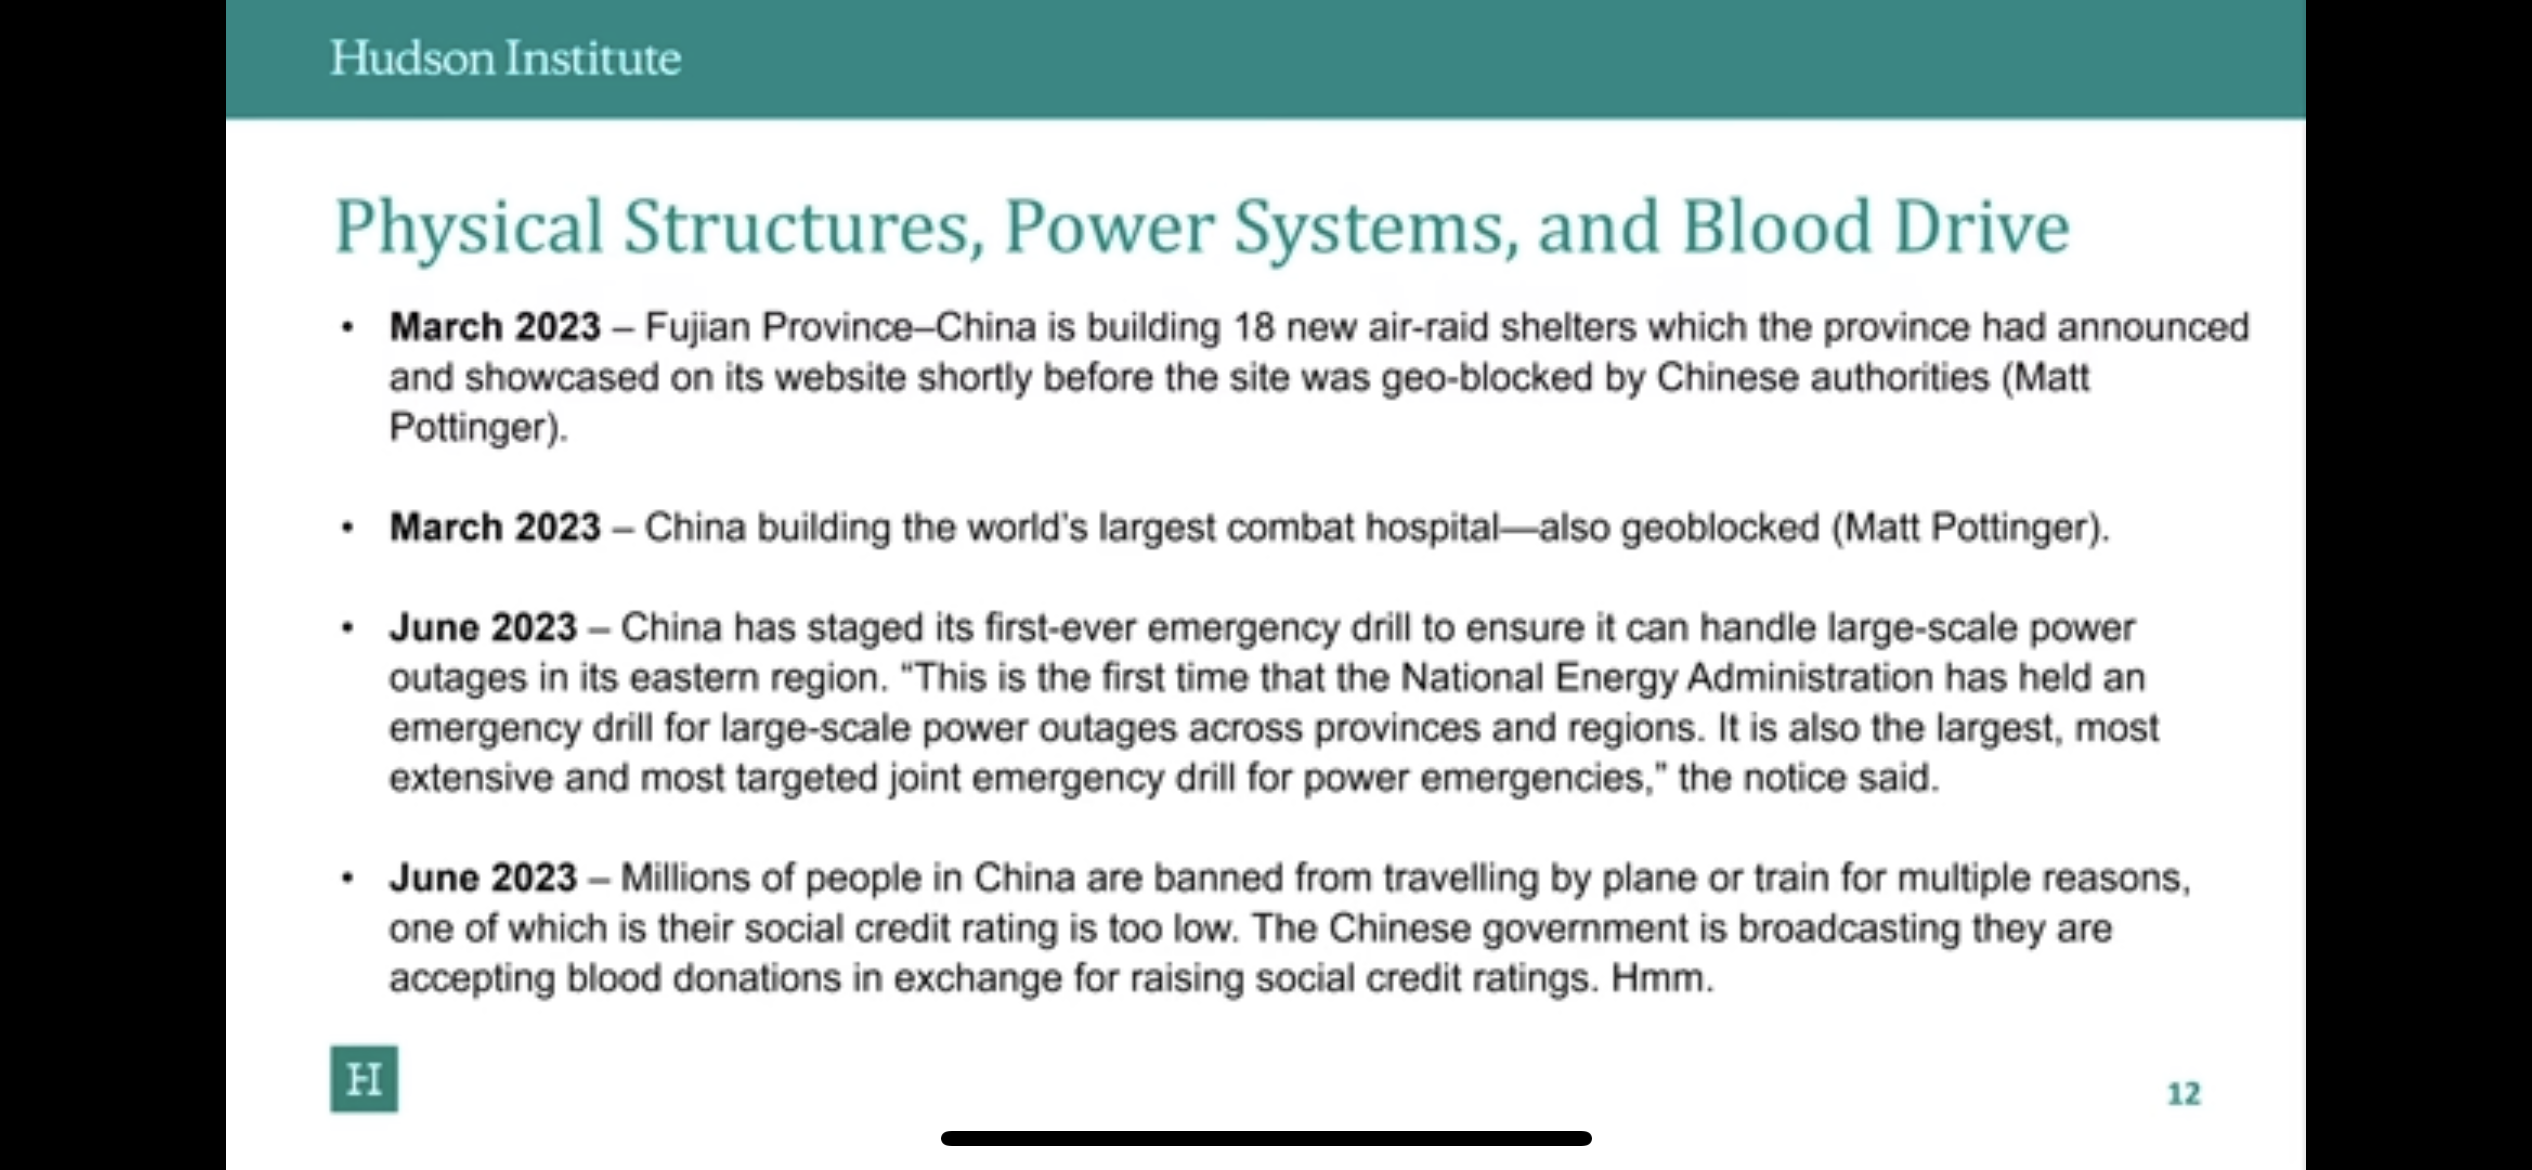 Hudson Institute
Physical Structures, Power Systems, and Blood Drive
• March 2023 – Fujian Province–China is building 18 new air-raid shelters which the province had announced
and showcased on its website shortly before the site was geo-blocked by Chinese authorities (Matt
Pottinger).
• March 2023 – China building the world's largest combat hospital—also geoblocked (Matt Pottinger).
• June 2023 – China has staged its first-ever emergency drill to ensure it can handle large-scale power
outages in its eastern region. “This is the first time that the National Energy Administration has held an
emergency drill for large-scale power outages across provinces and regions. It is also the largest, most
extensive and most targeted joint emergency drill for power emergencies,” the notice said.
• June 2023 – Millions of people in China are banned from travelling by plane or train for multiple reasons,
one of which is their social credit rating is too low. The Chinese government is broadcasting they are
accepting blood donations in exchange for raising social credit ratings. Hmm.
H
12